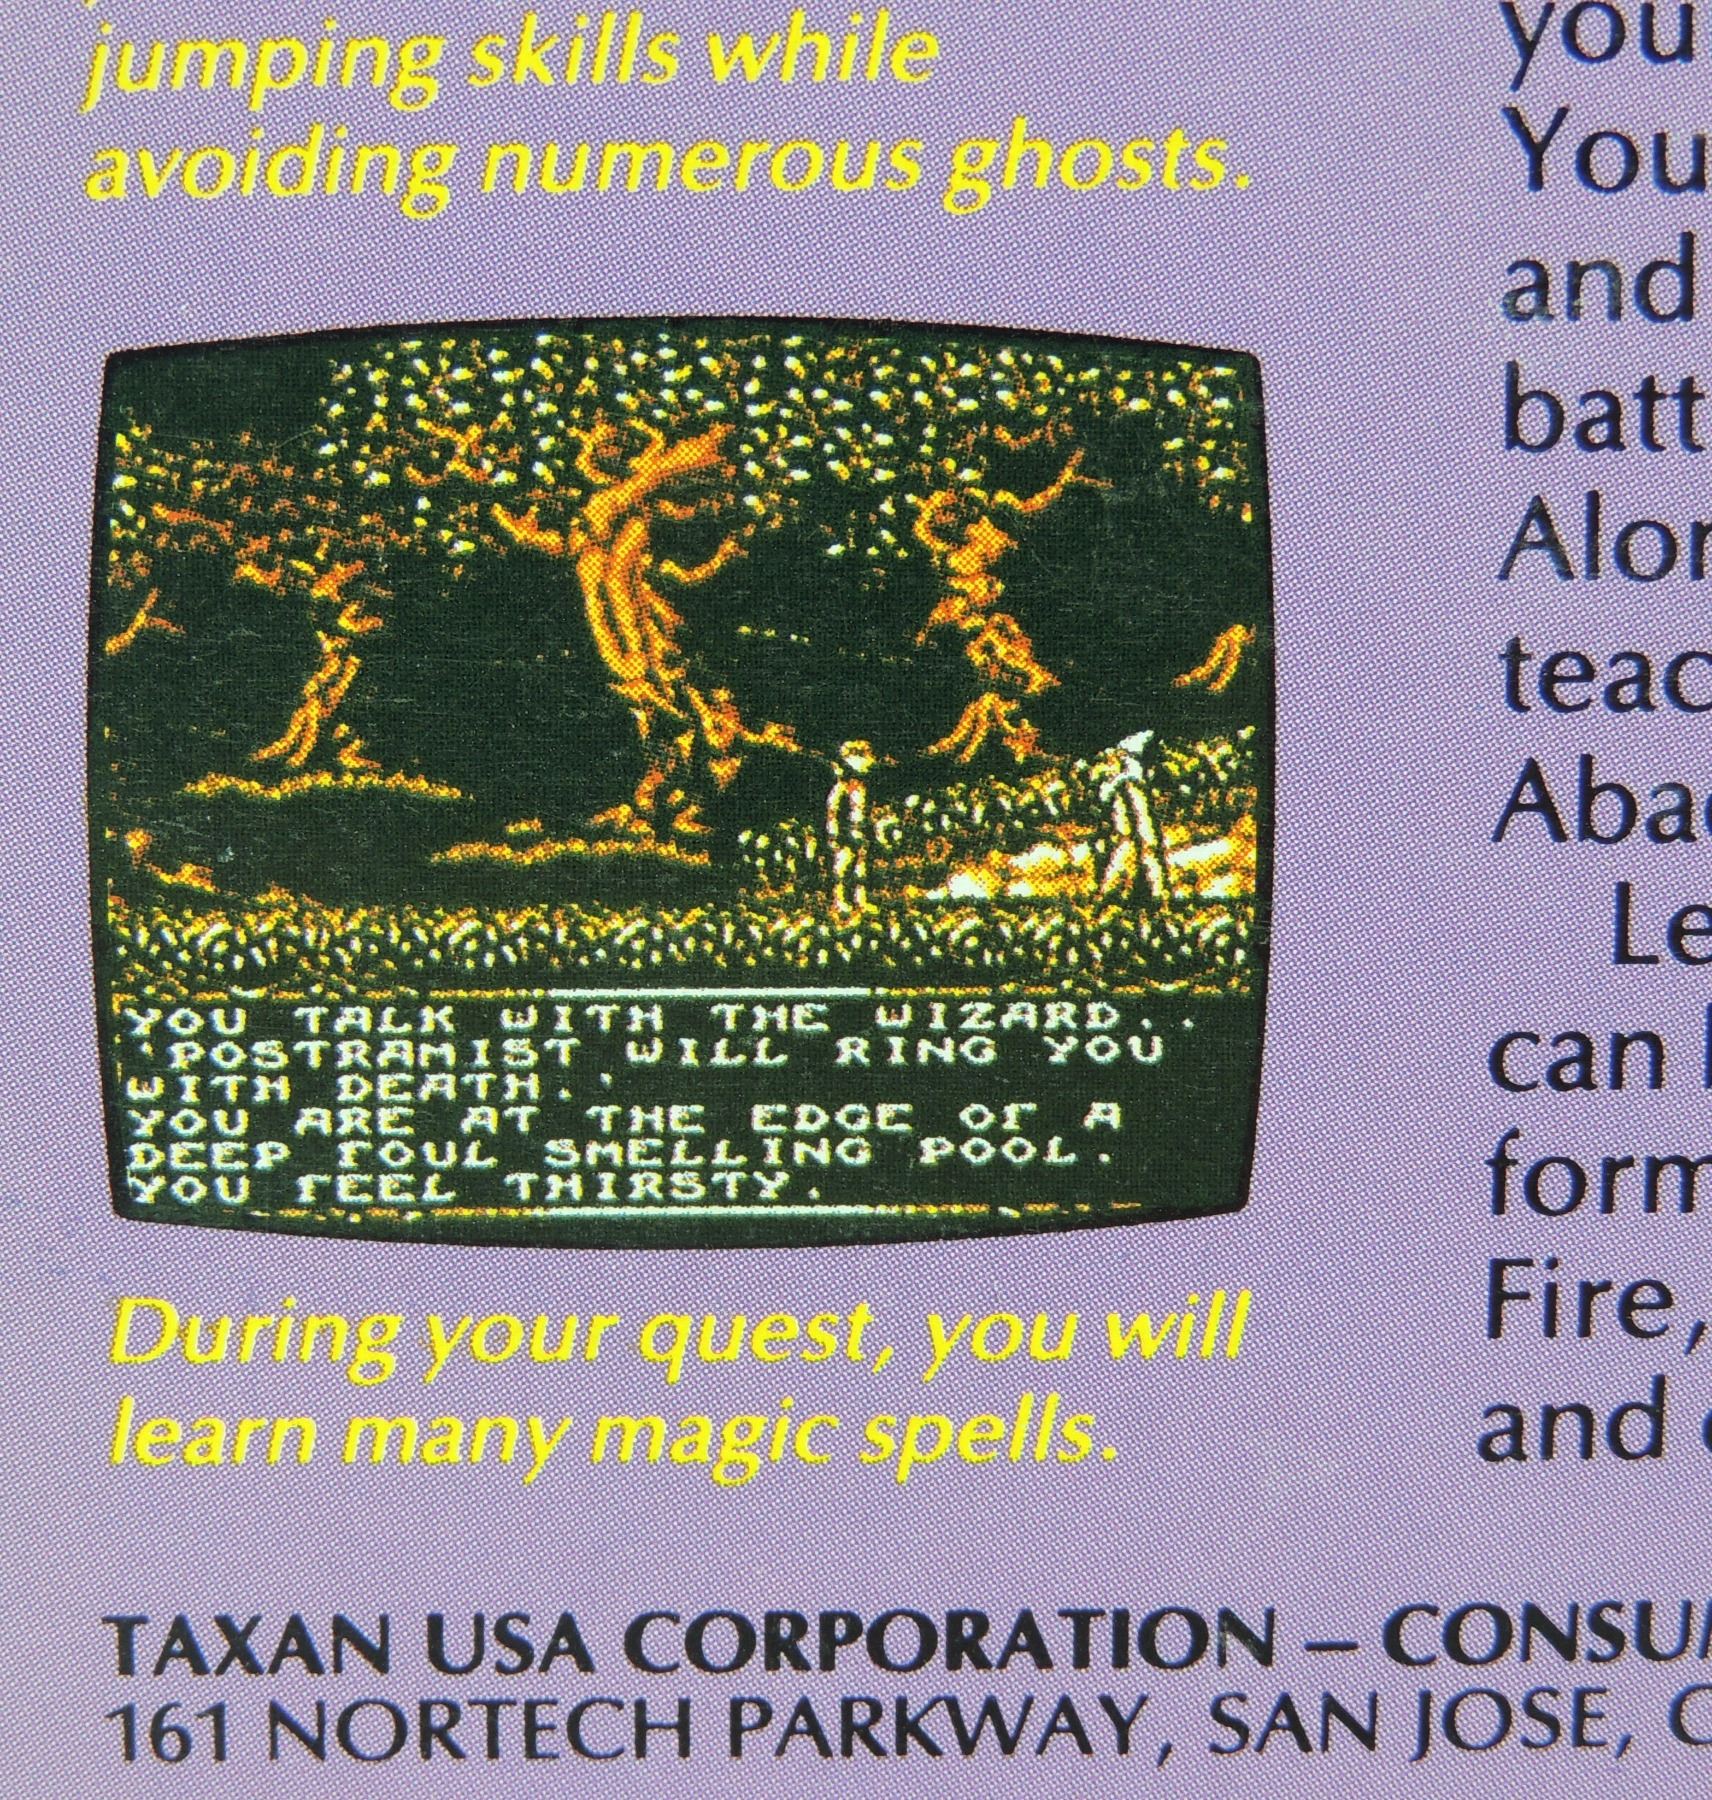 jumping skills while
avoiding numerous ghosts.
YOU TALK WITH THE WIZARD..
'POSTRAMIST WILL RING YOU
WITH DEATH.'
YOU ARE AT THE EDGE OF A
DEEP FOUL SMELLING POOL.
YOU FEEL THIRSTY.
During your quest, you will
learn many magic spells.
TAXAN USA CORPORATION – CONSU
161 NORTECH PARKWAY, SAN JOSE, C
you
You
and
batt
Alon
teac
Abac
Le
can
form
Fire,
and